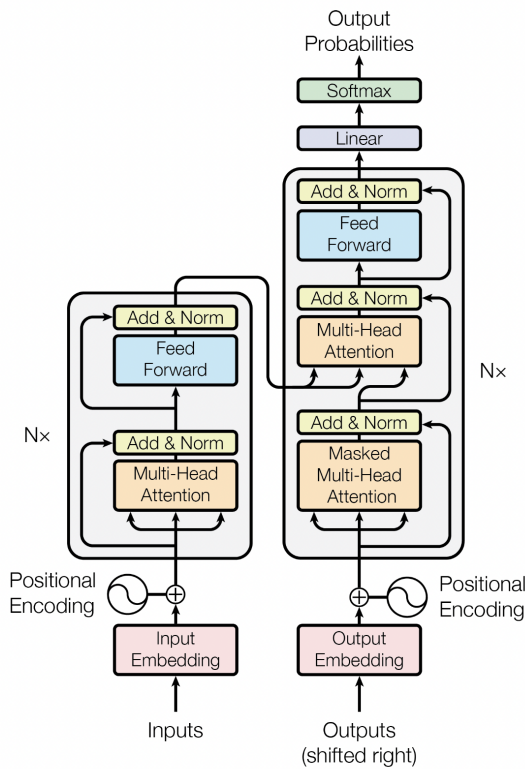 Output
Probabilities
Softmax
Linear
Add & Norm
Feed
Forward
Add & Norm
Multi-Head
Attention
Nx
Add & Norm
Masked
Multi-Head
Attention
Positional
Encoding
Output
Embedding
Outputs
(shifted right)
Add & Norm
Feed
Forward
N×
Add & Norm
Multi-Head
Attention
Positional
Encoding
Input
Embedding
Inputs